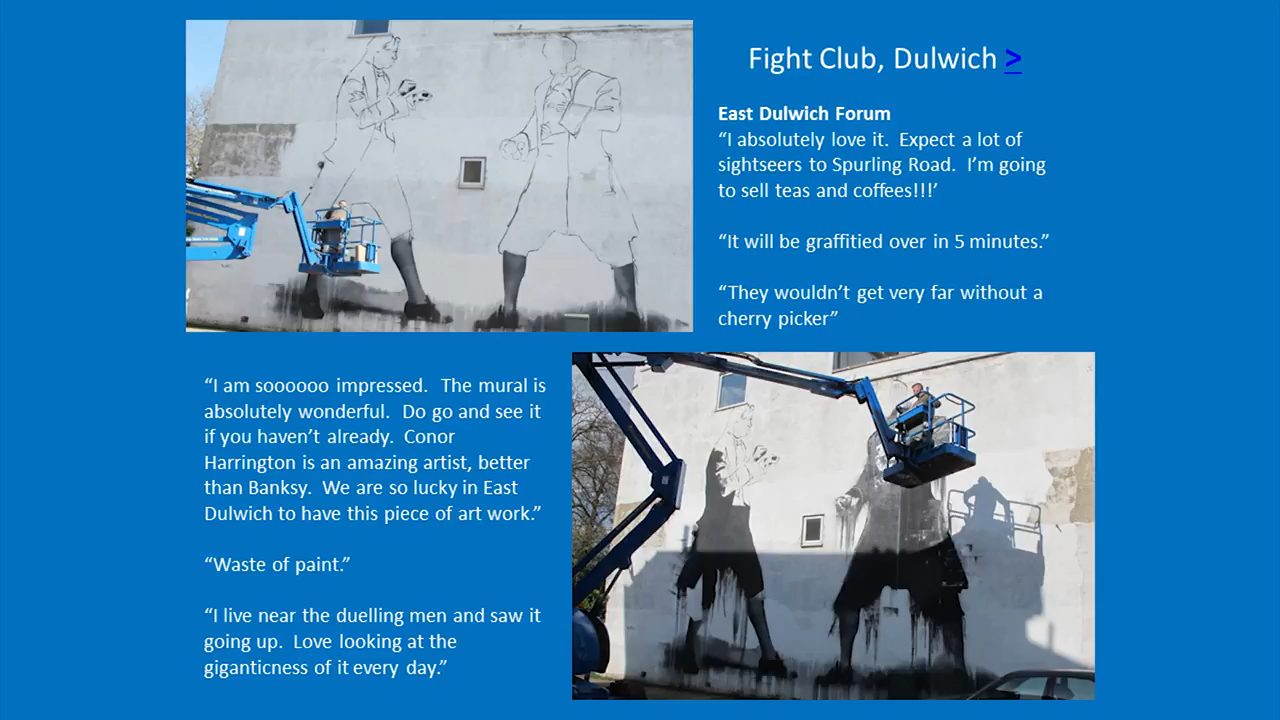 Fight Club, Dulwich >
East Dulwich Forum
“I absolutely love it.  Expect a lot of
sightseers to Spurling Road.  I’m going
to sell teas and coffees!!!’
“It will be graffitied over in 5 minutes.”
“They wouldn’t get very far without a
cherry picker”
“I am soooooo impressed.  The mural is
absolutely wonderful.  Do go and see it
if you haven’t already.  Conor
Harrington is an amazing artist, better
than Banksy.  We are so lucky in East
Dulwich to have this piece of art work.”
“Waste of paint.”
“I live near the duelling men and saw it
going up.  Love looking at the
giganticness of it every day.”